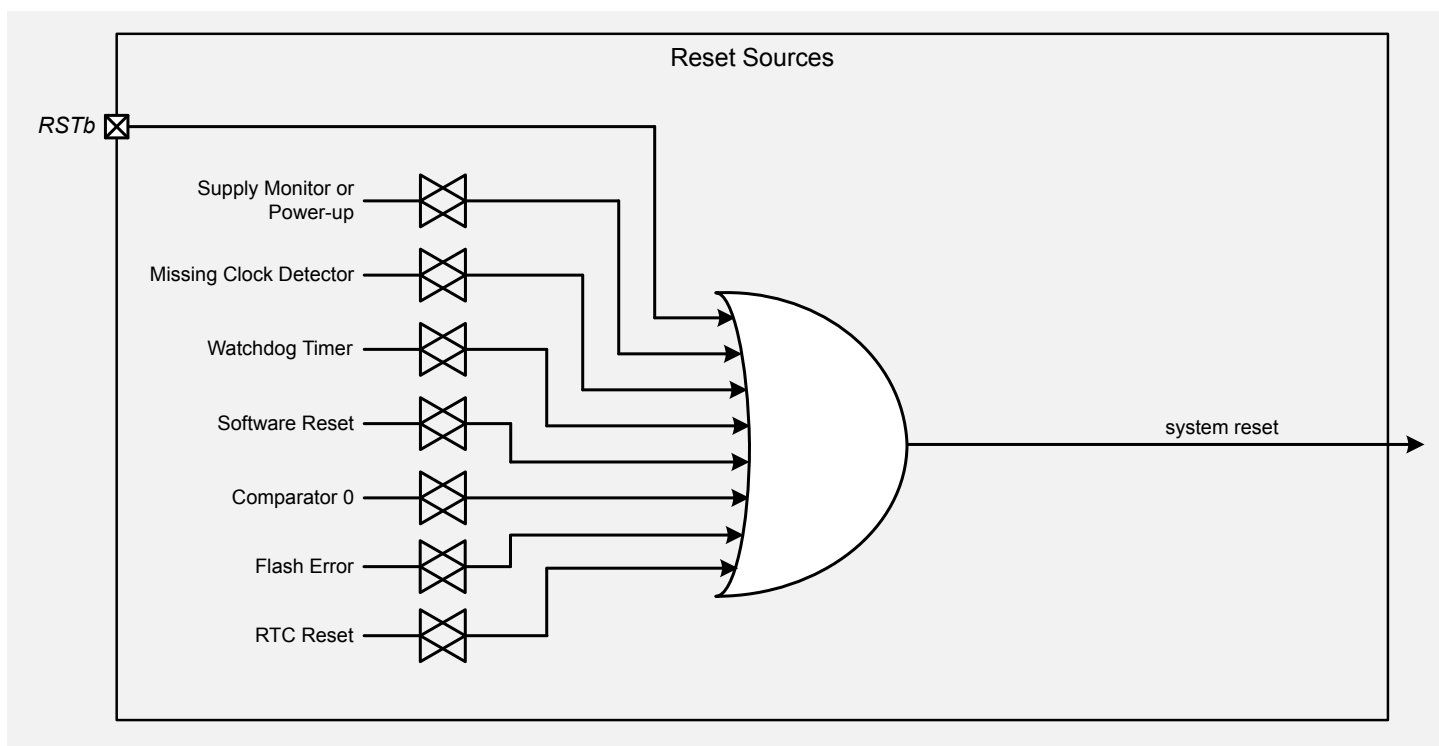 Reset Sources
RSTb
Supply Monitor or
Power-up
Missing Clock Detector
Watchdog Timer
Software Reset
Comparator 0
Flash Error
RTC Reset
system reset